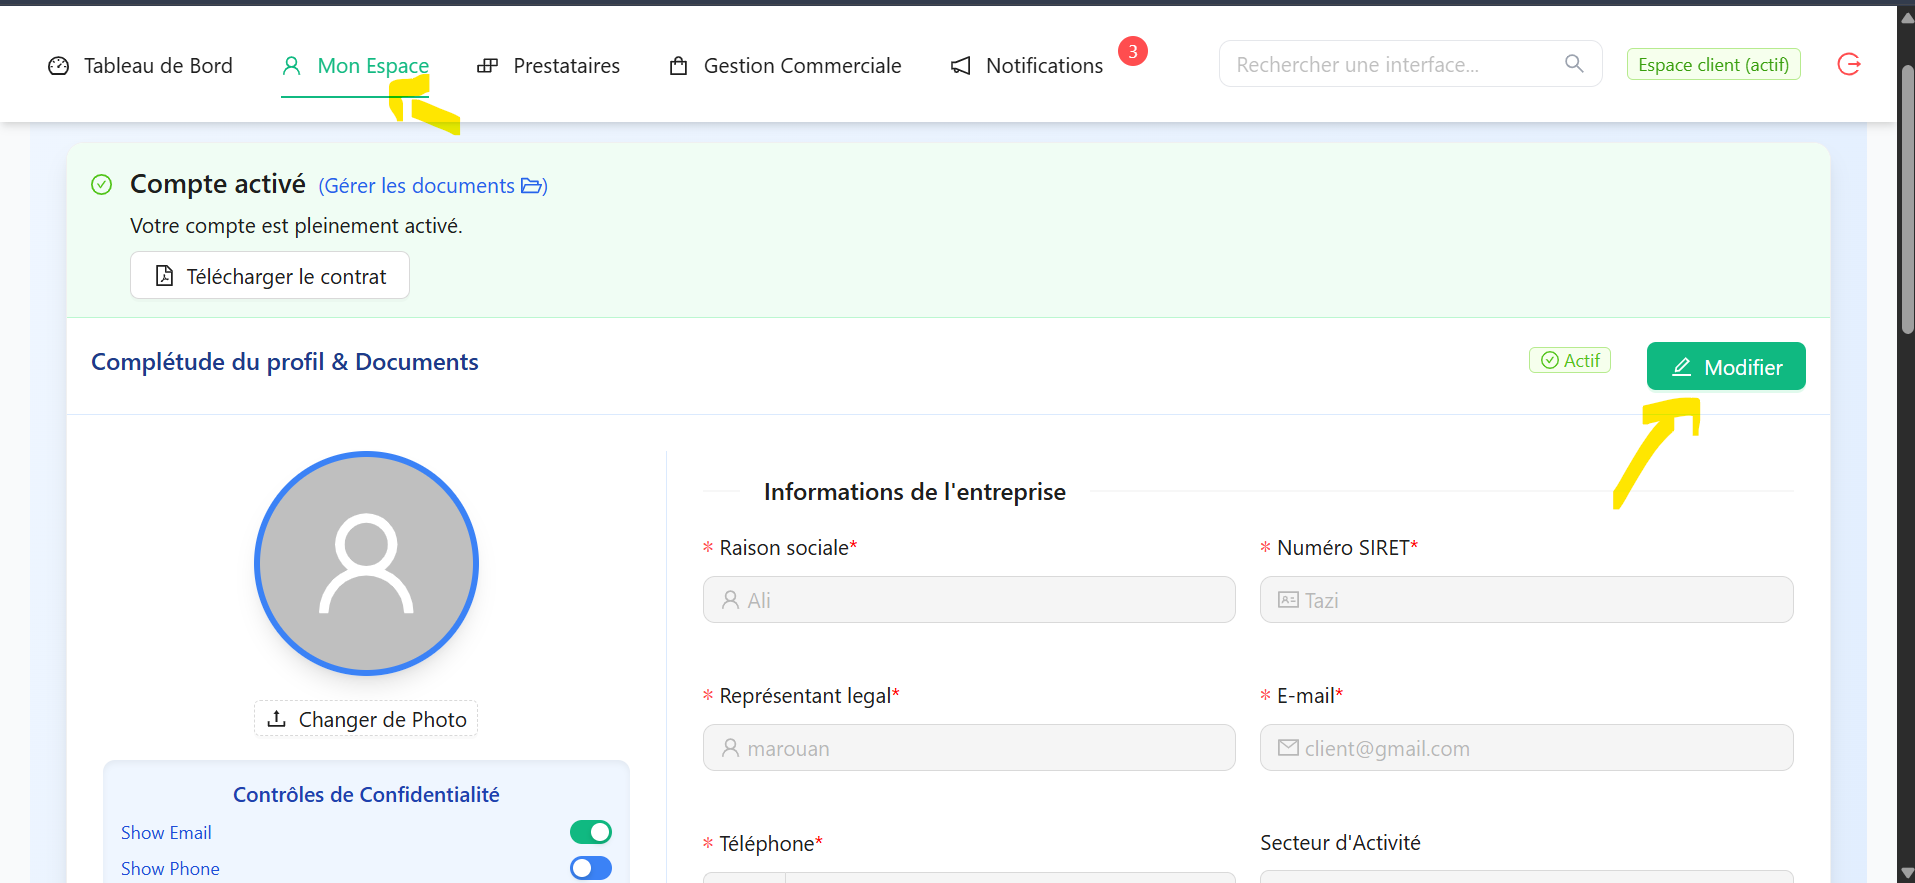 Tableau de Bord
Mon Espace
Prestataires
Gestion Commerciale
Notifications
3
Rechercher une interface...
Espace client (actif)
Compte activé (Gérer les documents)
Votre compte est pleinement activé.
Télécharger le contrat
Complétude du profil & Documents
Actif
Modifier
Changer de Photo
Contrôles de Confidentialité
Show Email
Show Phone
Informations de l'entreprise
* Raison sociale*
* Numéro SIRET*
Ali
Tazi
* Représentant legal*
* E-mail*
marouan
client@gmail.com
* Téléphone*
Secteur d'Activité